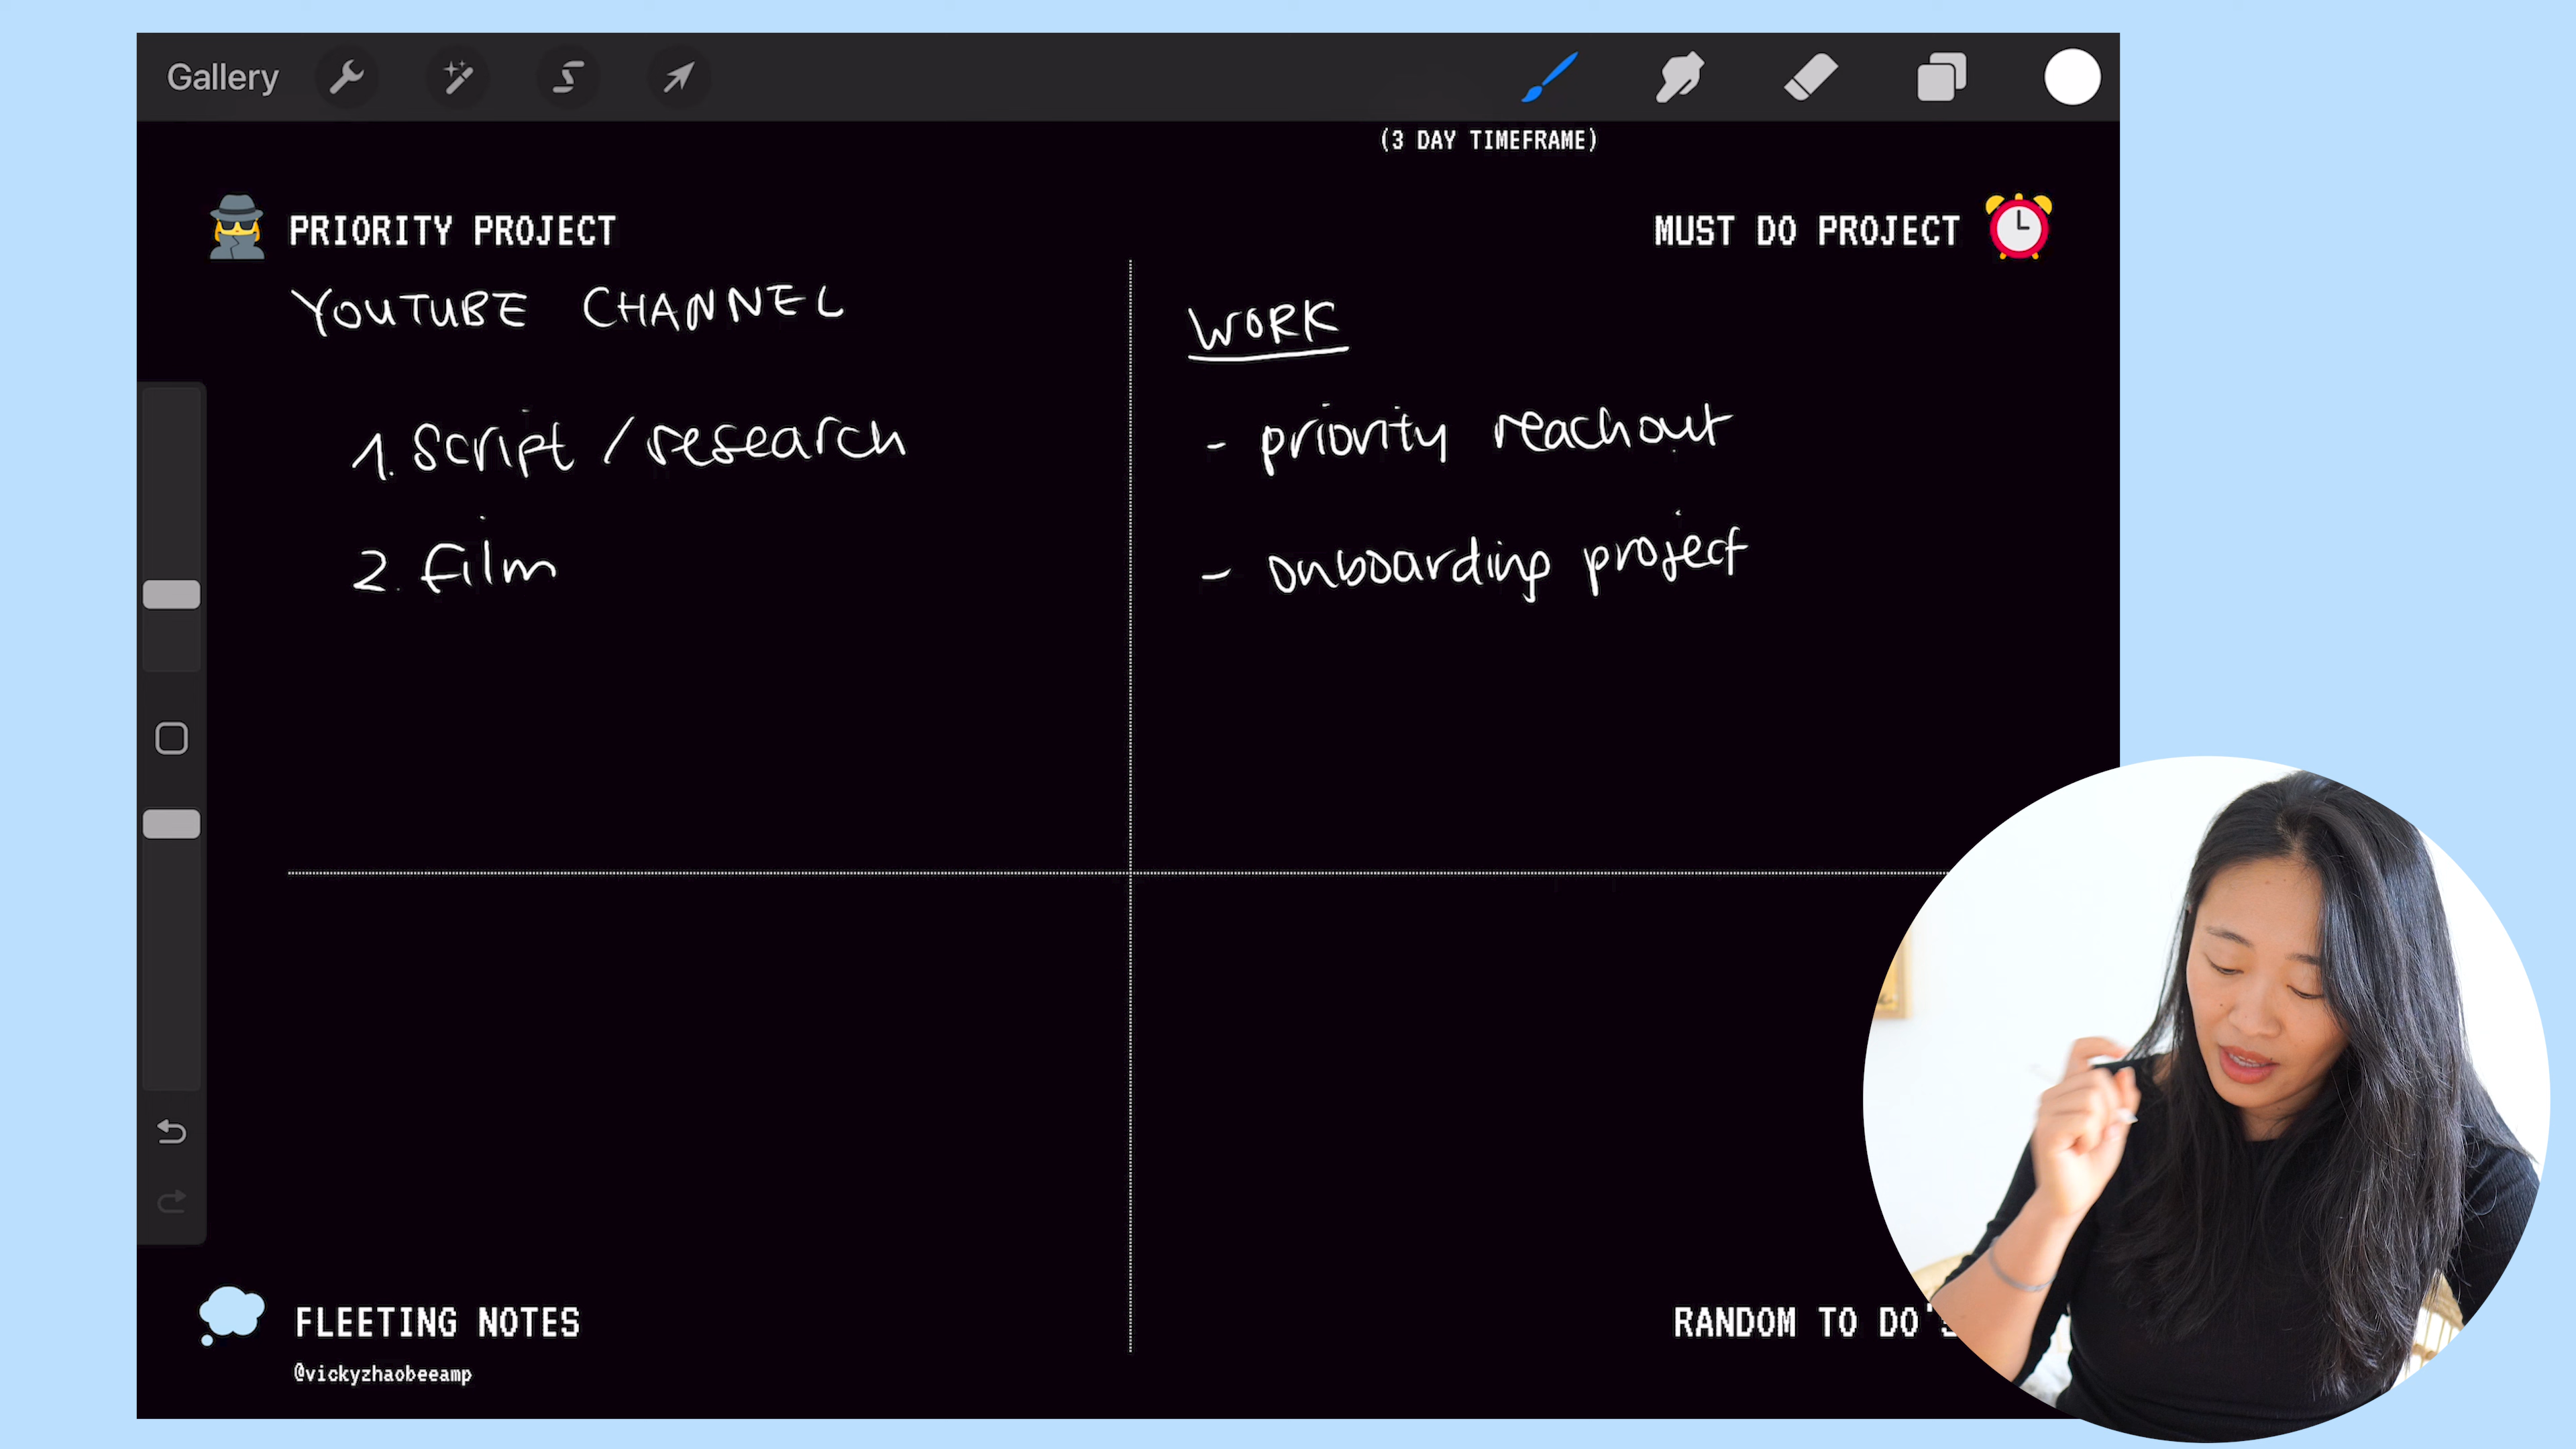 Gallery
(3 DAY TIMEFRAME)
PRIORITY PROJECT
YOUTUBE CHANNEL
1. Script / research
2. film
MUST DO PROJECT
WORK
- priority reachout
- onboarding project
FLEETING NOTES
@vickyzhaobeeamp
RANDOM TO DO'S